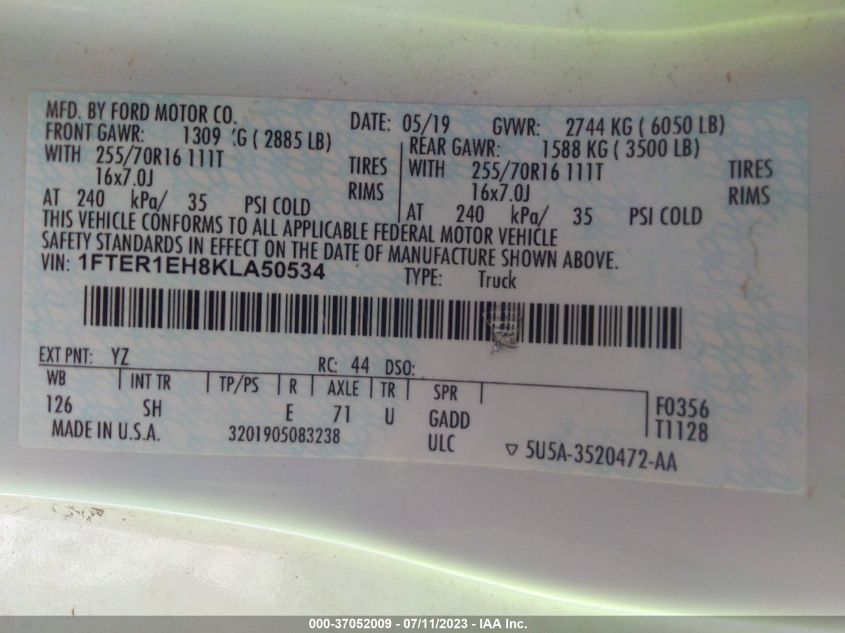 MFD. BY FORD MOTOR CO. DATE: 05/19 GVWR: 2744 KG ( 6050 LB)
FRONT GAWR: 1309 KG ( 2885 LB) REAR GAWR: 1588 KG ( 3500 LB)
WITH 255/70R16 111T TIRES WITH 255/70R16 111T TIRES
16x7.0J RIMS 16x7.0J RIMS
AT 240 kPa/ 35 PSI COLD AT 240 kPa/ 35 PSI COLD
THIS VEHICLE CONFORMS TO ALL APPLICABLE FEDERAL MOTOR VEHICLE
SAFETY STANDARDS IN EFFECT ON THE DATE OF MANUFACTURE SHOWN ABOVE.
VIN: 1FTER1EH8KLA50534 TYPE: Truck
EXT PNT: YZ RC: 44 DSO:
WB INT TR TP/PS R AXLE TR SPR
126 SH E 71 U GADD F0356
MADE IN U.S.A. 3201905083238 ULC T1128
▽ 5U5A-3520472-AA
000-37052009 - 07/11/2023 - IAA Inc.